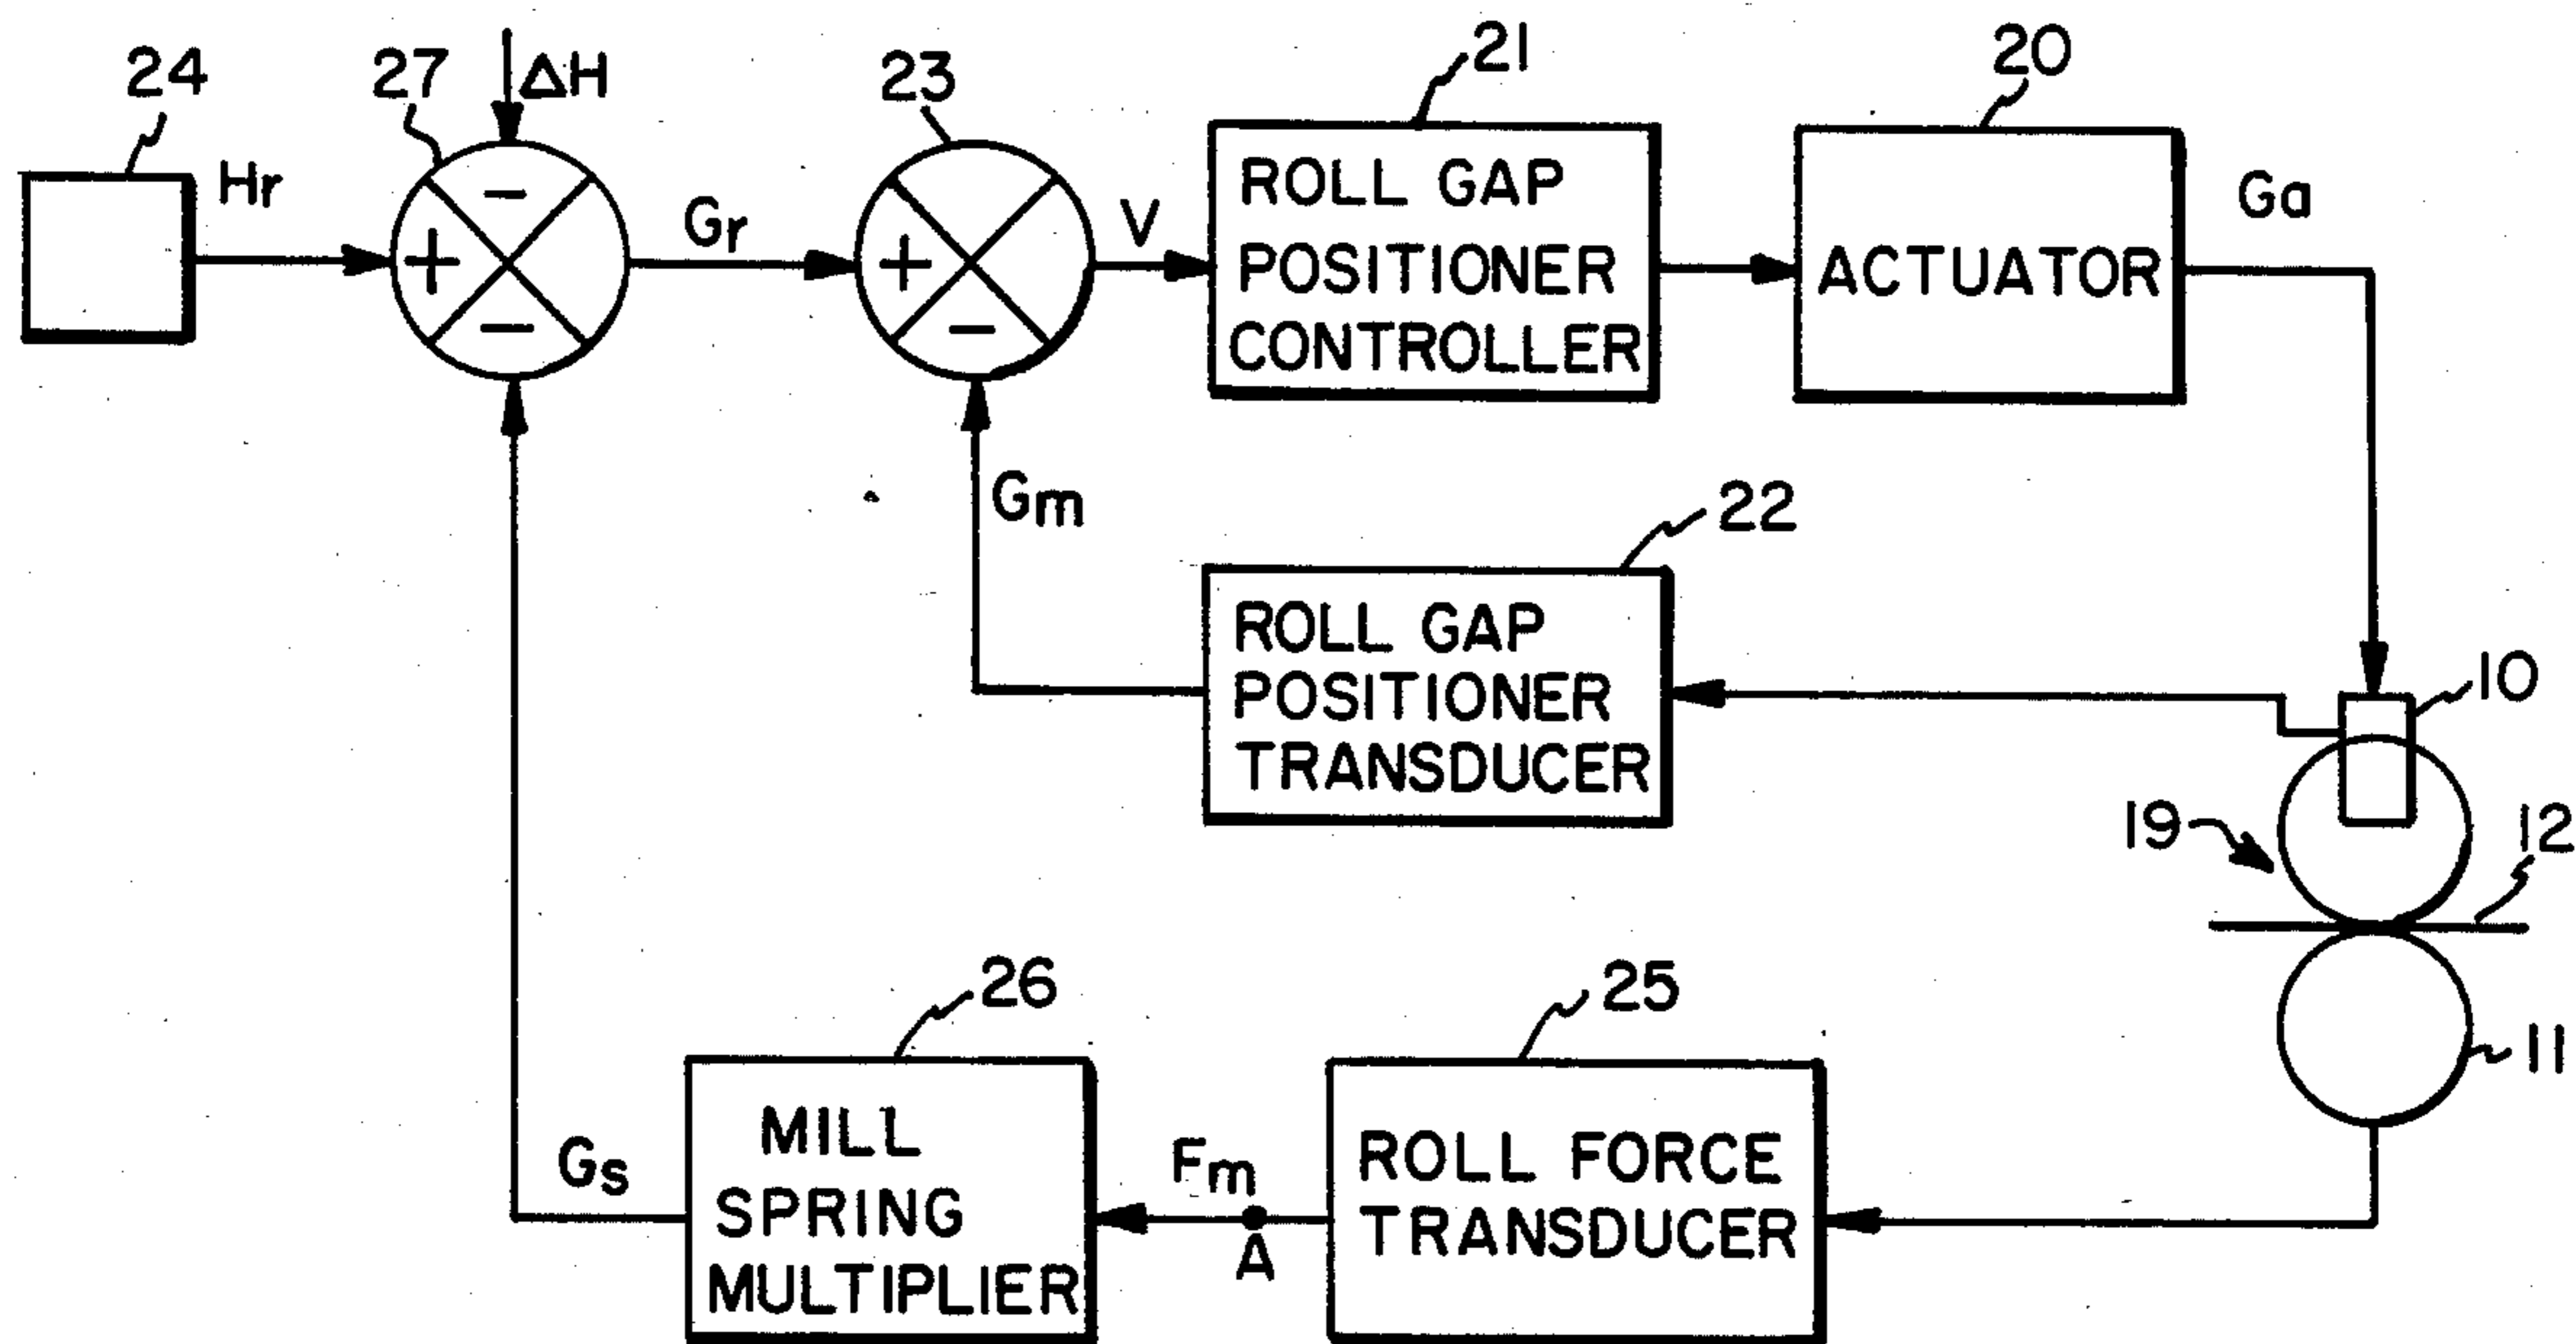 24
27
ΔH
23
21
20
Hr
-
+
-
Gr
+
-
V
ROLL GAP
POSITIONER
CONTROLLER
ACTUATOR
Ga
Gm
22
ROLL GAP
POSITIONER
TRANSDUCER
10
19
12
11
26
25
Gs
MILL
SPRING
MULTIPLIER
Fm
A
ROLL FORCE
TRANSDUCER